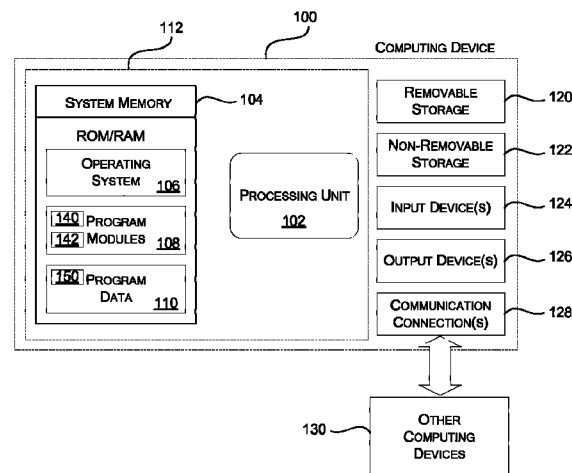 112
100
COMPUTING DEVICE
SYSTEM MEMORY
104
ROM/RAM
OPERATING
SYSTEM
106
140 PROGRAM
142 MODULES
108
150 PROGRAM
DATA
110
PROCESSING UNIT
102
REMOVABLE
STORAGE
120
NON-REMOVABLE
STORAGE
122
INPUT DEVICE(S)
124
OUTPUT DEVICE(S)
126
COMMUNICATION
CONNECTION(S)
128
130
OTHER
COMPUTING
DEVICES